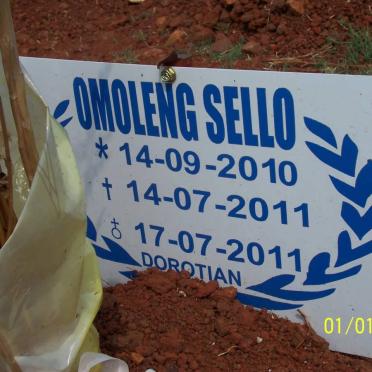 OMOLENG SELLO
* 14-09-2010
† 14-07-2011
♁ 17-07-2011
DOROTIAN
01/01